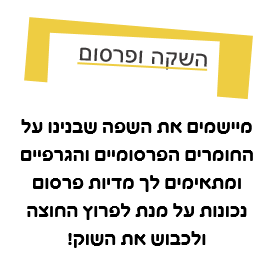 השקה ופרסום
מיישמים את השפה שבנינו על
החומרים הפרסומיים והגרפיים
ומתאימים לך מדיות פרסום
נכונות על מנת לפרוץ החוצה
ולכבוש את השוק!